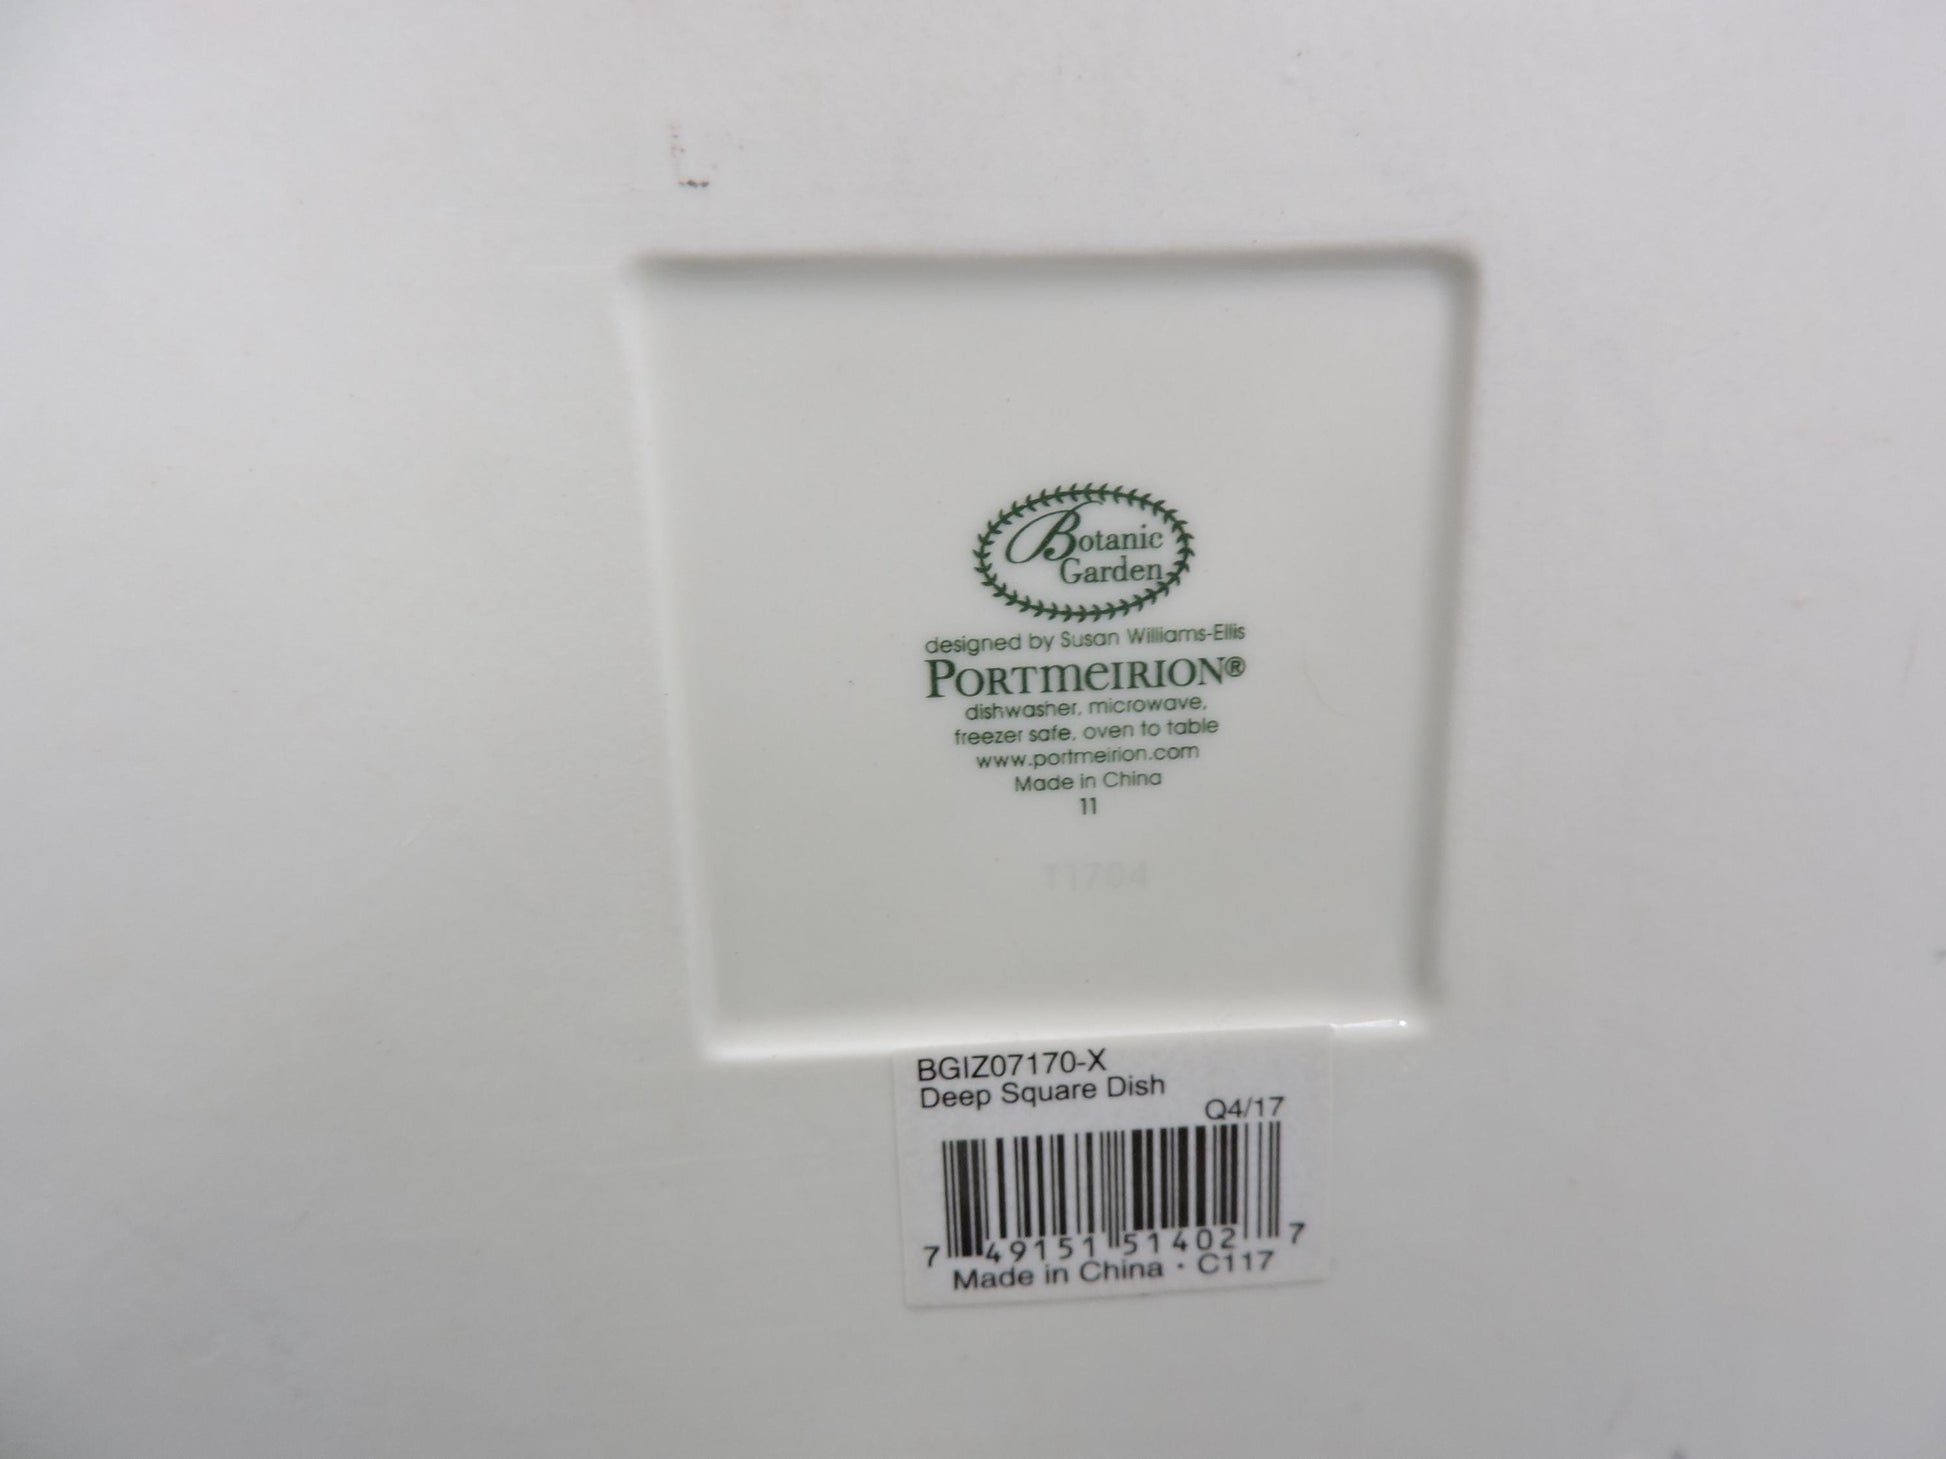 Botanic
Garden
designed by Susan Williams-Ellis
PORTMEIRION®
dishwasher, microwave,
freezer safe, oven to table
www.portmeirion.com
Made in China
11
T1704
BGIZ07170-X
Deep Square Dish
Q4/17
7 49151 51402 7
Made in China · C117